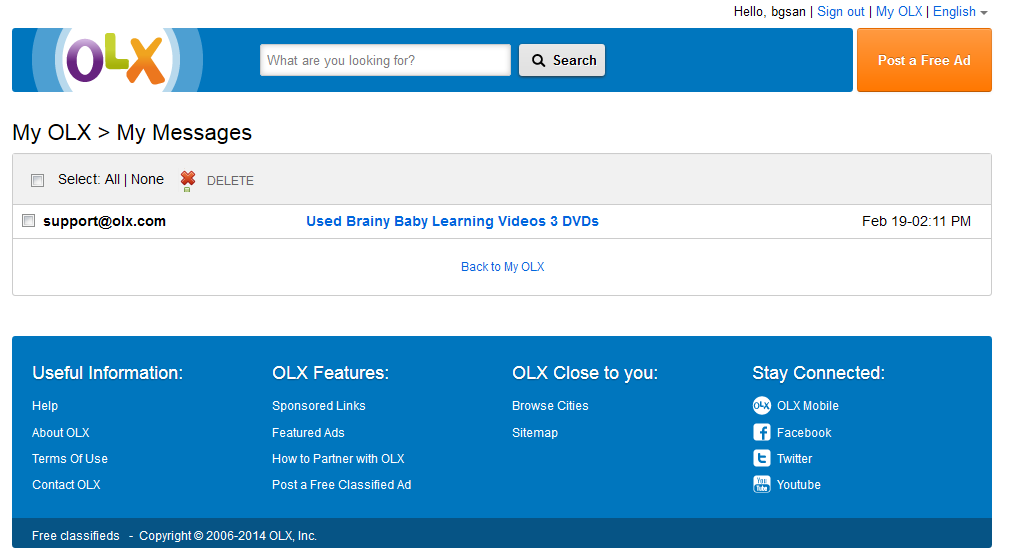 Hello, bgsan | Sign out | My OLX | English
OLX
What are you looking for?
Search
Post a Free Ad
My OLX > My Messages
Select: All | None DELETE
support@olx.com Used Brainy Baby Learning Videos 3 DVDs Feb 19-02:11 PM
Back to My OLX
Useful Information:
Help
About OLX
Terms Of Use
Contact OLX
OLX Features:
Sponsored Links
Featured Ads
How to Partner with OLX
Post a Free Classified Ad
OLX Close to you:
Browse Cities
Sitemap
Stay Connected:
OLX OLX Mobile
f Facebook
t Twitter
You Tube Youtube
Free classifieds - Copyright © 2006-2014 OLX, Inc.